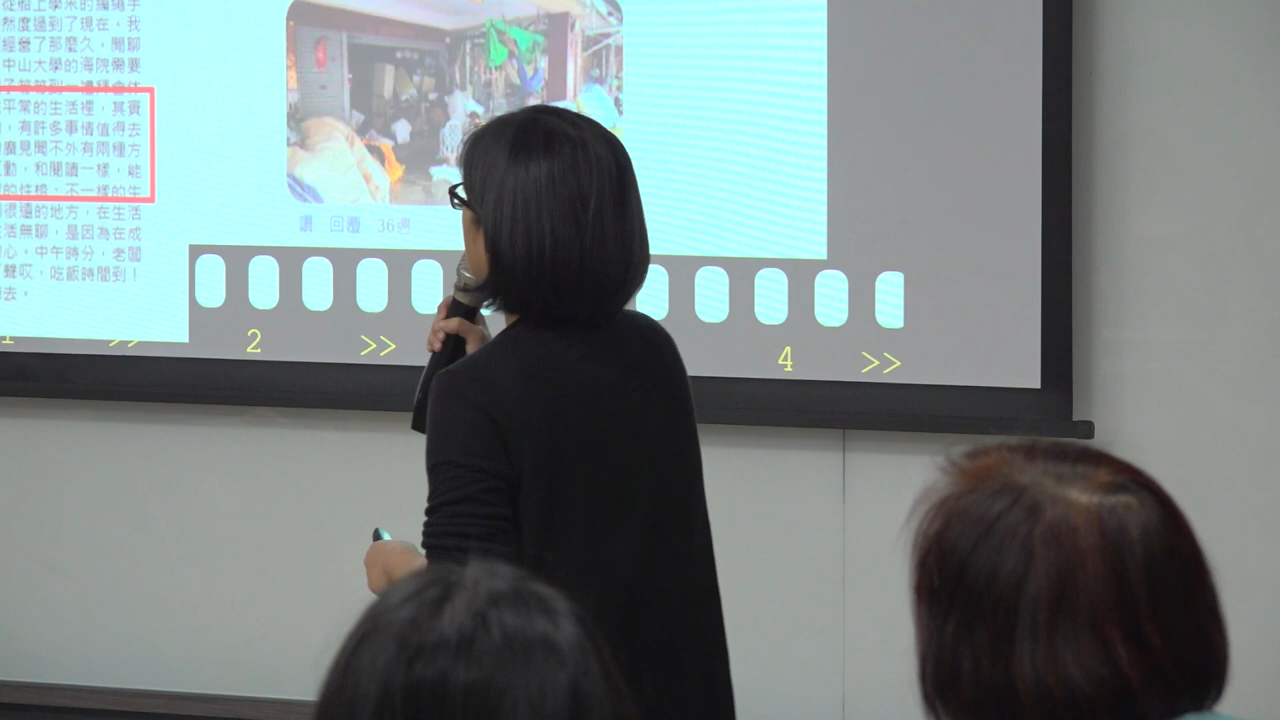 從船上學來的編繩手
然度過到了現在，我
經營了那麼久，閒聊
中山大學的海院需要
平常的生活裡，其實
，有許多事情值得去
廣見聞不外有兩種方
動，和閱讀一樣，能
的性格，不一樣的生
很遠的地方，在生活
活無聊，是因為在成
心，中午時分，老闆
聲哎，吃飯時間到！
去。
讚 回覆 36週
1 >> 2 >> 4 >>